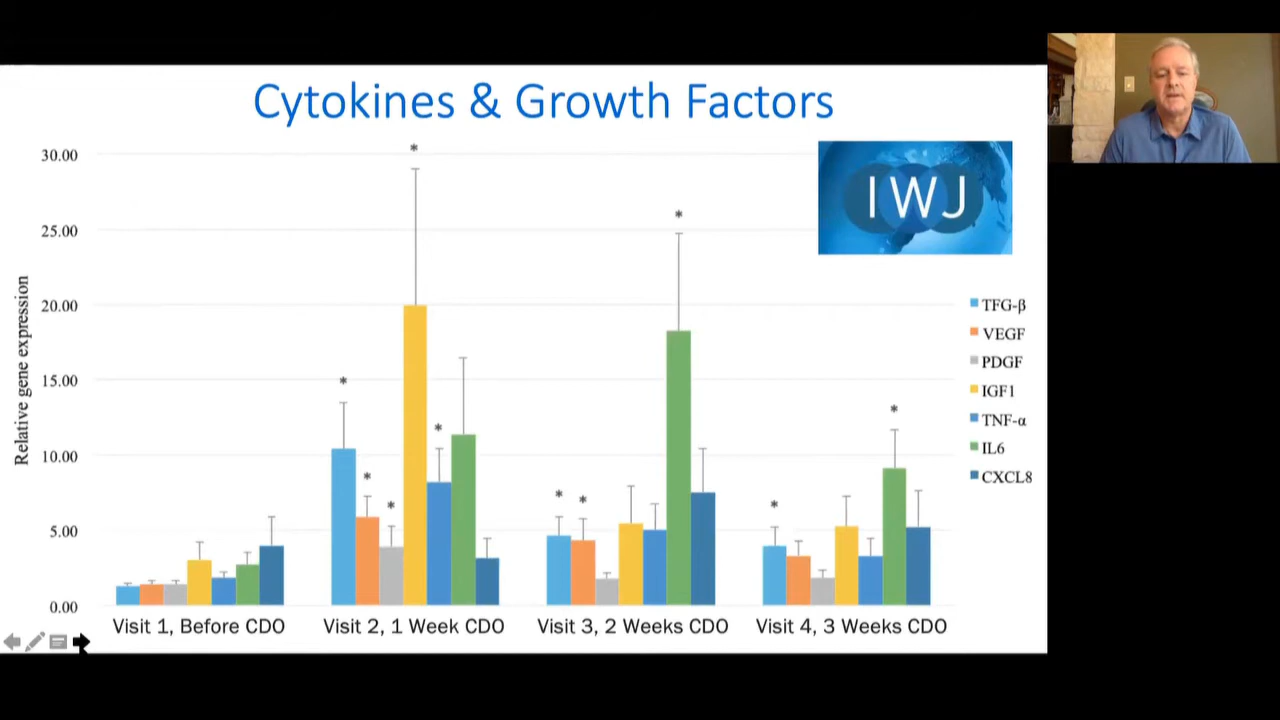 Cytokines & Growth Factors
IWJ
Relative gene expression
30.00
25.00
20.00
15.00
10.00
5.00
0.00
*
*
*
*
*
*
*
*
*
*
*
TFG-β
VEGF
PDGF
IGF1
TNF-α
IL6
CXCL8
Visit 1, Before CDO
Visit 2, 1 Week CDO
Visit 3, 2 Weeks CDO
Visit 4, 3 Weeks CDO